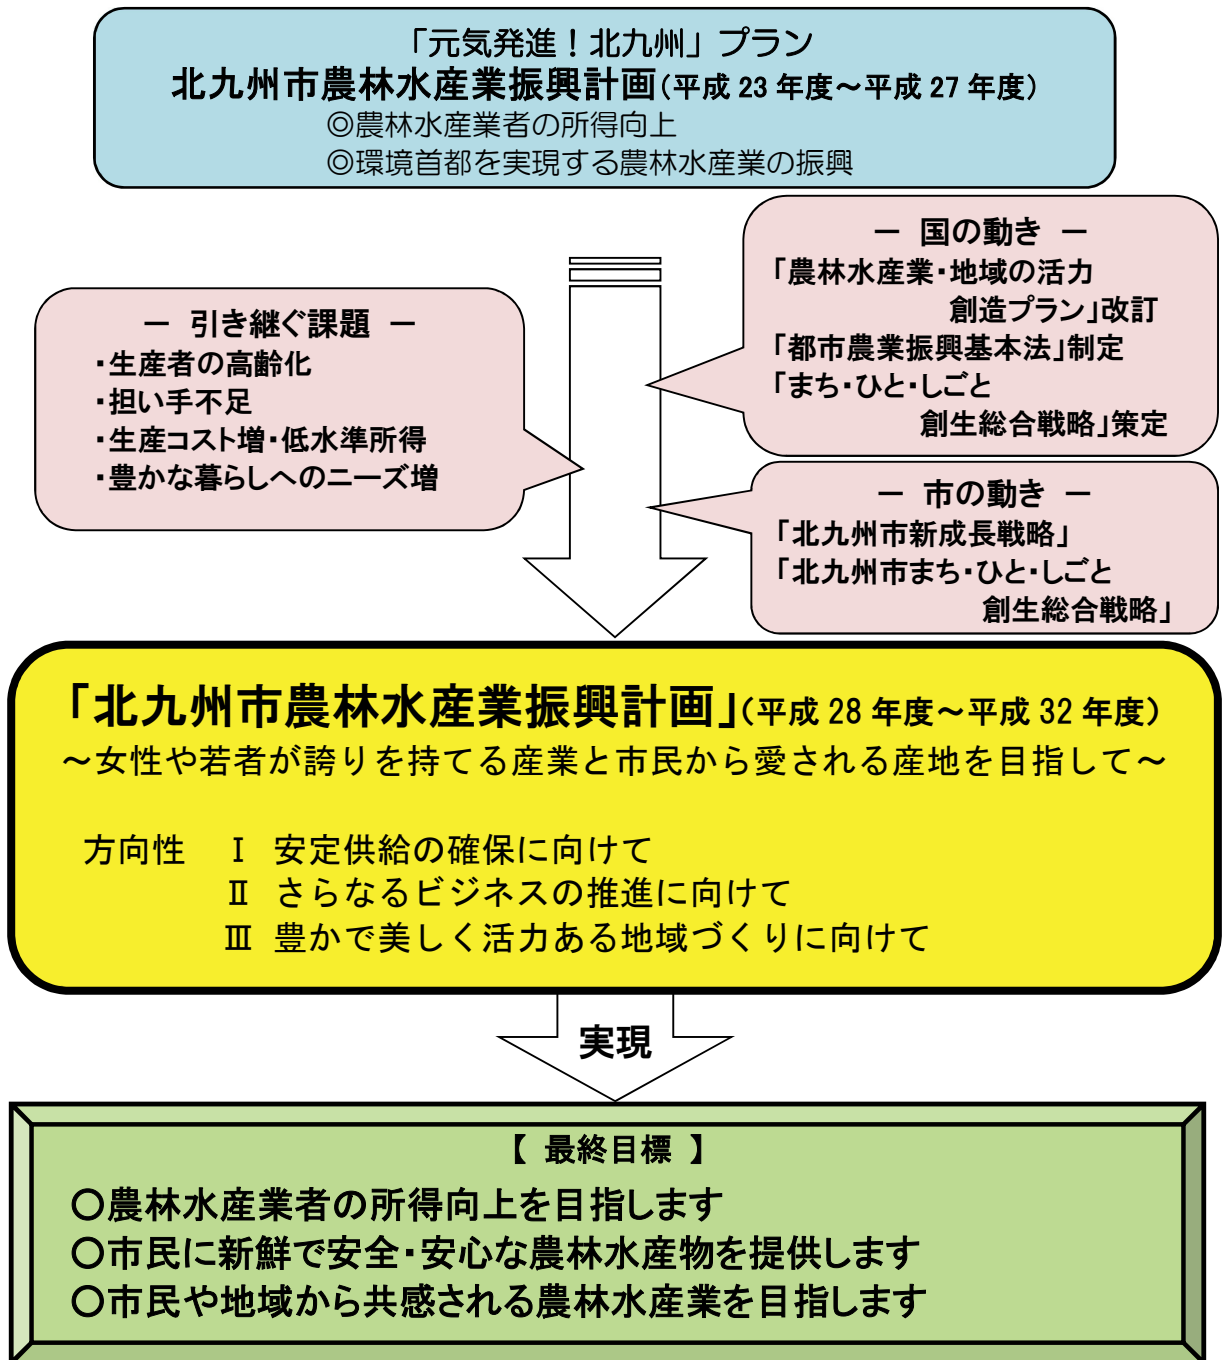 「元気発進！北九州」プラン
北九州市農林水産業振興計画(平成 23 年度～平成 27 年度)
◎農林水産業者の所得向上
◎環境首都を実現する農林水産業の振興
－ 国の動き －
「農林水産業・地域の活力
創造プラン」改訂
「都市農業振興基本法」制定
「まち・ひと・しごと
創生総合戦略」策定
－ 引き継ぐ課題 －
・生産者の高齢化
・担い手不足
・生産コスト増・低水準所得
・豊かな暮らしへのニーズ増
－ 市の動き －
「北九州市新成長戦略」
「北九州市まち・ひと・しごと
創生総合戦略」
「北九州市農林水産業振興計画」(平成 28 年度～平成 32 年度)
～女性や若者が誇りを持てる産業と市民から愛される産地を目指して～
方向性 Ⅰ 安定供給の確保に向けて
Ⅱ さらなるビジネスの推進に向けて
Ⅲ 豊かで美しく活力ある地域づくりに向けて
実現
【 最終目標 】
○農林水産業者の所得向上を目指します
○市民に新鮮で安全・安心な農林水産物を提供します
○市民や地域から共感される農林水産業を目指します